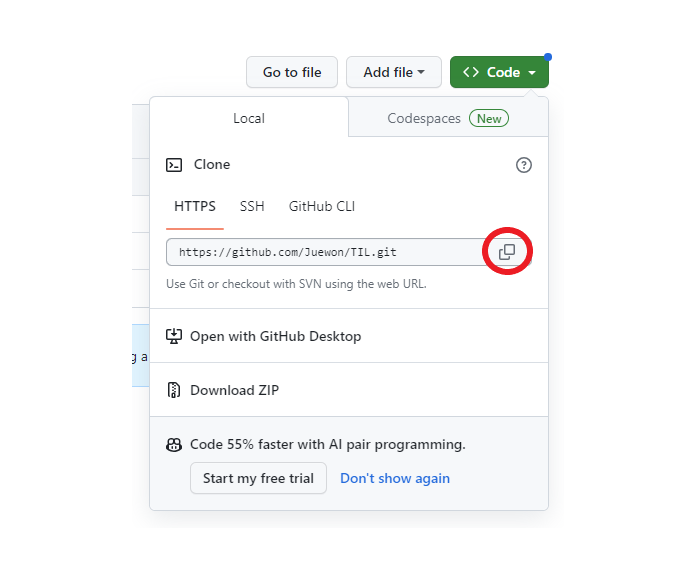 Go to file Add file Code
Local Codespaces New
Clone
HTTPS SSH GitHub CLI
https://github.com/Juewon/TIL.git
Use Git or checkout with SVN using the web URL.
Open with GitHub Desktop
g a
Download ZIP
Code 55% faster with AI pair programming.
Start my free trial Don't show again